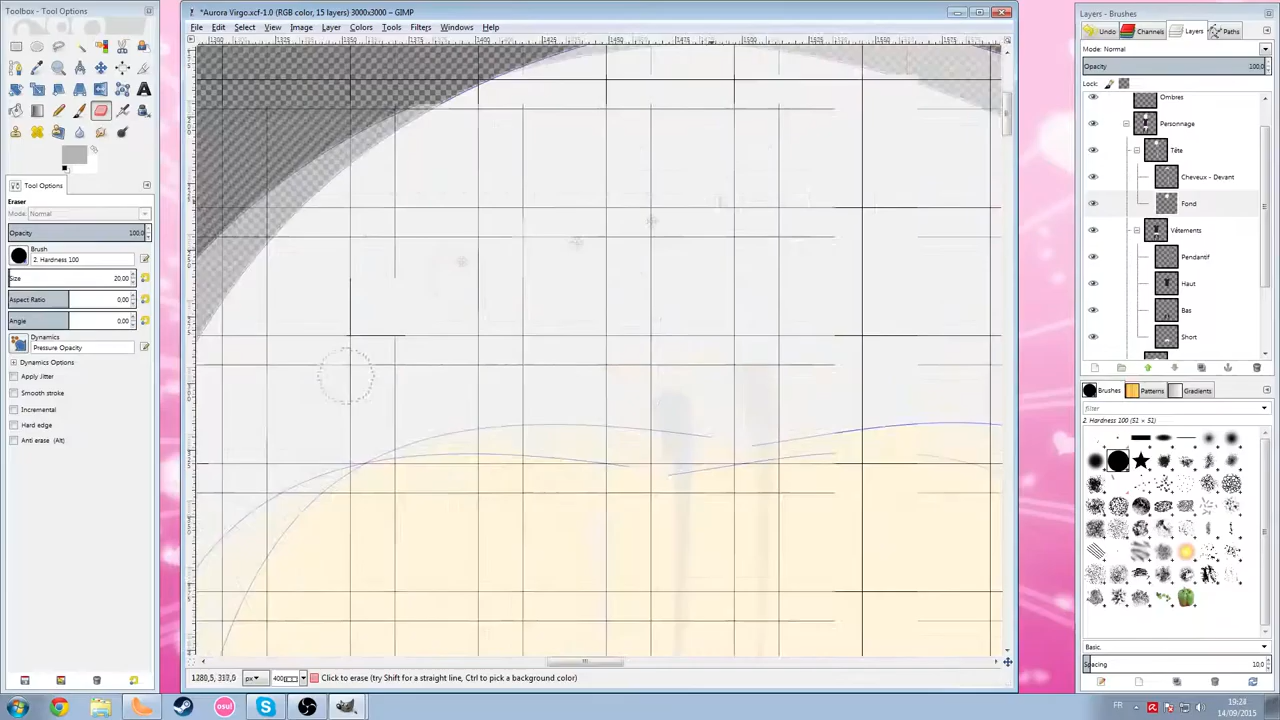 Toolbox - Tool Options
*Aurora Virgo.xcf-1.0 (RGB color, 15 layers) 3000x3000 – GIMP
Layers - Brushes
File Edit Select View Image Layer Colors Tools Filters Windows Help
Undo Channels Layers Paths
Mode: Normal
Opacity 100,0
Lock:
Ombres
Personnage
Tête
Cheveux - Devant
Fond
Vêtements
Pendantif
Haut
Bas
Short
Tool Options
Eraser
Mode: Normal
Opacity 100,0
Brush
2. Hardness 100
Size 20,00
Aspect Ratio 0,00
Angle 0,00
Dynamics
Pressure Opacity
Dynamics Options
Apply Jitter
Smooth stroke
Incremental
Hard edge
Anti erase (Alt)
Brushes Patterns Gradients
filter
2. Hardness 100 (51 × 51)
Basic,
Spacing 10,0
1280,5, 317,0 px 400 Click to erase (try Shift for a straight line, Ctrl to pick a background color)
osu!
FR
19:24
14/09/2015